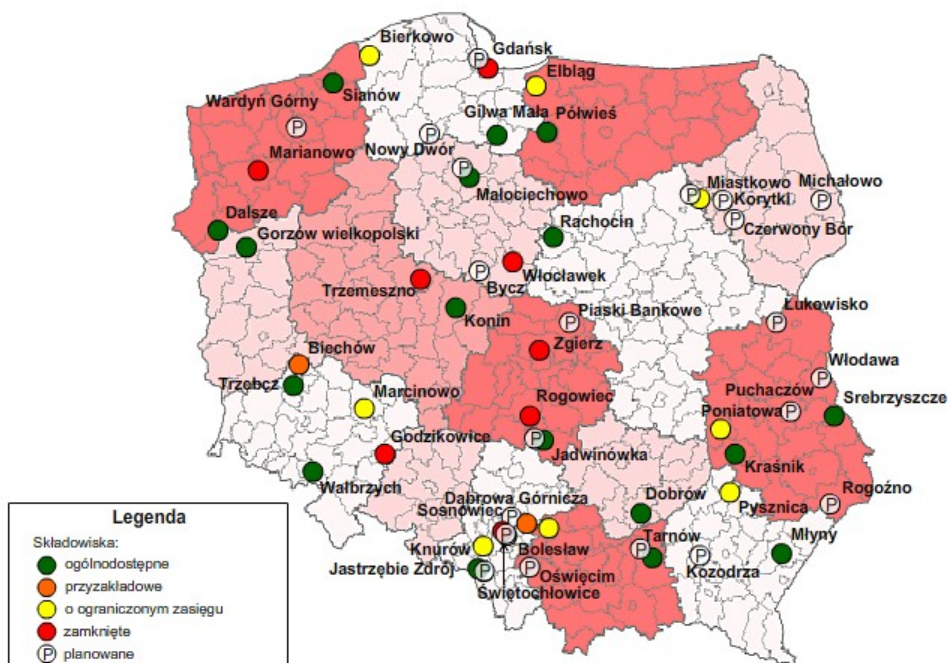 Bierkowo
Gdańsk
Elbląg
Sianów
Wardyń Górny
Gilwa Mała
Półwieś
Nowy Dwór
Marianowo
Małociechowo
Miastkowo
Michałowo
Korytki
Dalsze
Rachocin
Czerwony Bór
Gorzów wielkopolski
Włocławek
Trzemeszno
Bycz
Konin
Piaski Bankowe
Łukowisko
Zgierz
Biechów
Włodawa
Trzebcz
Marcinowo
Rogowiec
Puchaczów
Srebrzyszcze
Poniatowa
Godzikowice
Jadwinówka
Kraśnik
Wałbrzych
Dąbrowa Górnicza
Dobrów
Rogoźno
Sosnowiec
Pysznica
Tarnów
Młyny
Knurów
Bolesław
Kozodrza
Jastrzębie Zdrój
Oświęcim
Świętochłowice
Legenda
Składowiska:
ogólnodostępne
przyzakładowe
o ograniczonym zasięgu
zamknięte
P planowane